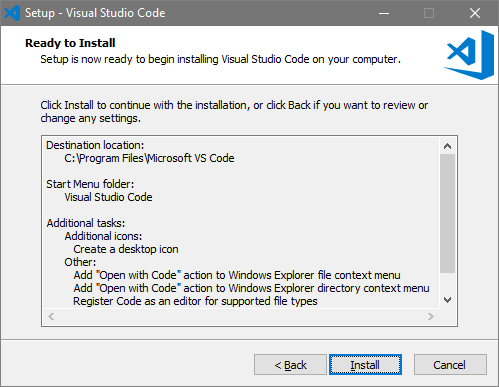 Setup - Visual Studio Code
Ready to Install
Setup is now ready to begin installing Visual Studio Code on your computer.
Click Install to continue with the installation, or click Back if you want to review or
change any settings.
Destination location:
C:\Program Files\Microsoft VS Code
Start Menu folder:
Visual Studio Code
Additional tasks:
Additional icons:
Create a desktop icon
Other:
Add "Open with Code" action to Windows Explorer file context menu
Add "Open with Code" action to Windows Explorer directory context menu
Register Code as an editor for supported file types
< Back
Install
Cancel